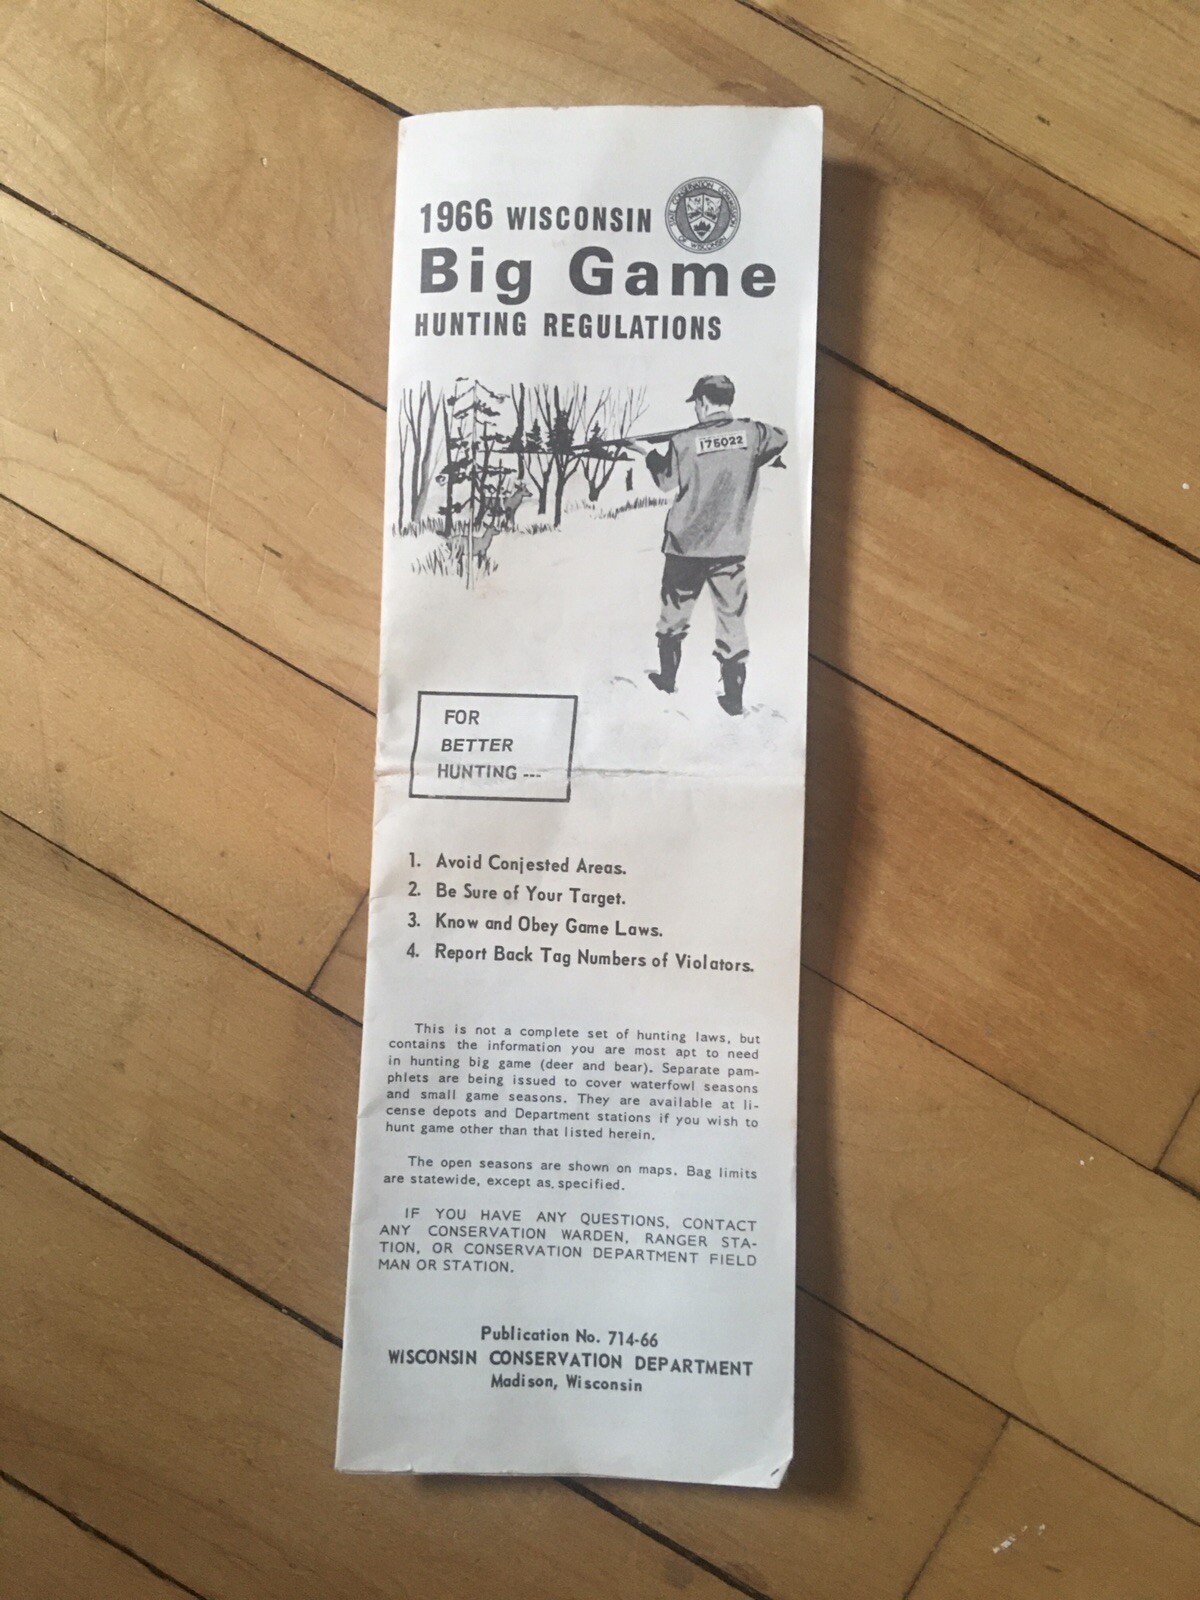 1966 WISCONSIN
STATE CONSERVATION COMMISSION
OF WISCONSIN
Big Game
HUNTING REGULATIONS
175022
FOR
BETTER
HUNTING ---
1. Avoid Conjested Areas.
2. Be Sure of Your Target.
3. Know and Obey Game Laws.
4. Report Back Tag Numbers of Violators.
This is not a complete set of hunting laws, but
contains the information you are most apt to need
in hunting big game (deer and bear). Separate pam-
phlets are being issued to cover waterfowl seasons
and small game seasons. They are available at li-
cense depots and Department stations if you wish to
hunt game other than that listed herein.
The open seasons are shown on maps. Bag limits
are statewide, except as specified.
IF YOU HAVE ANY QUESTIONS, CONTACT
ANY CONSERVATION WARDEN, RANGER STA-
TION, OR CONSERVATION DEPARTMENT FIELD
MAN OR STATION.
Publication No. 714-66
WISCONSIN CONSERVATION DEPARTMENT
Madison, Wisconsin